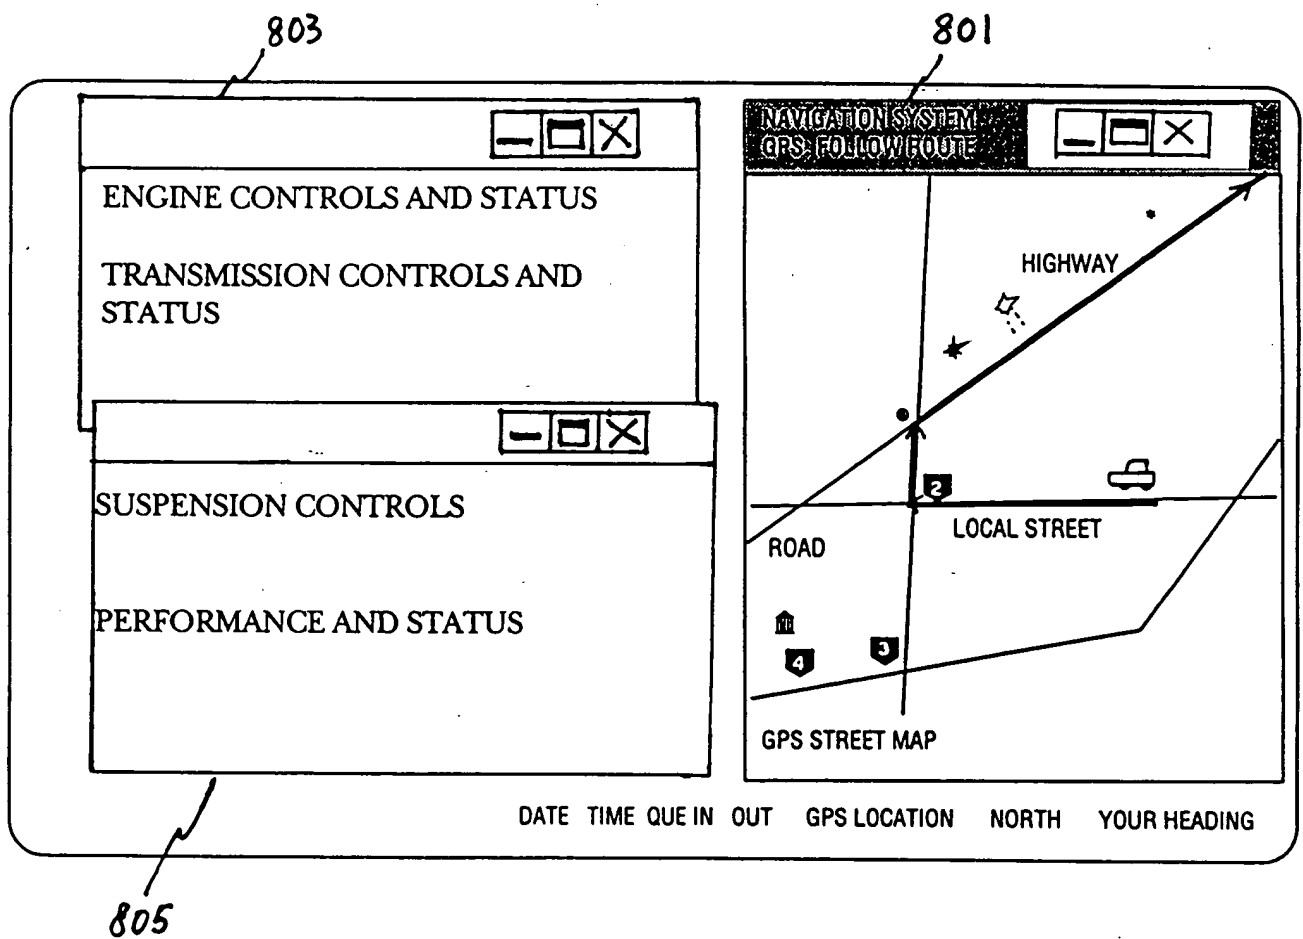 803
801
NAVIGATION SYSTEM
GPS: FOLLOW ROUTE
ENGINE CONTROLS AND STATUS
TRANSMISSION CONTROLS AND
STATUS
HIGHWAY
SUSPENSION CONTROLS
PERFORMANCE AND STATUS
2
LOCAL STREET
ROAD
3
4
GPS STREET MAP
DATE TIME QUE IN OUT GPS LOCATION NORTH YOUR HEADING
805